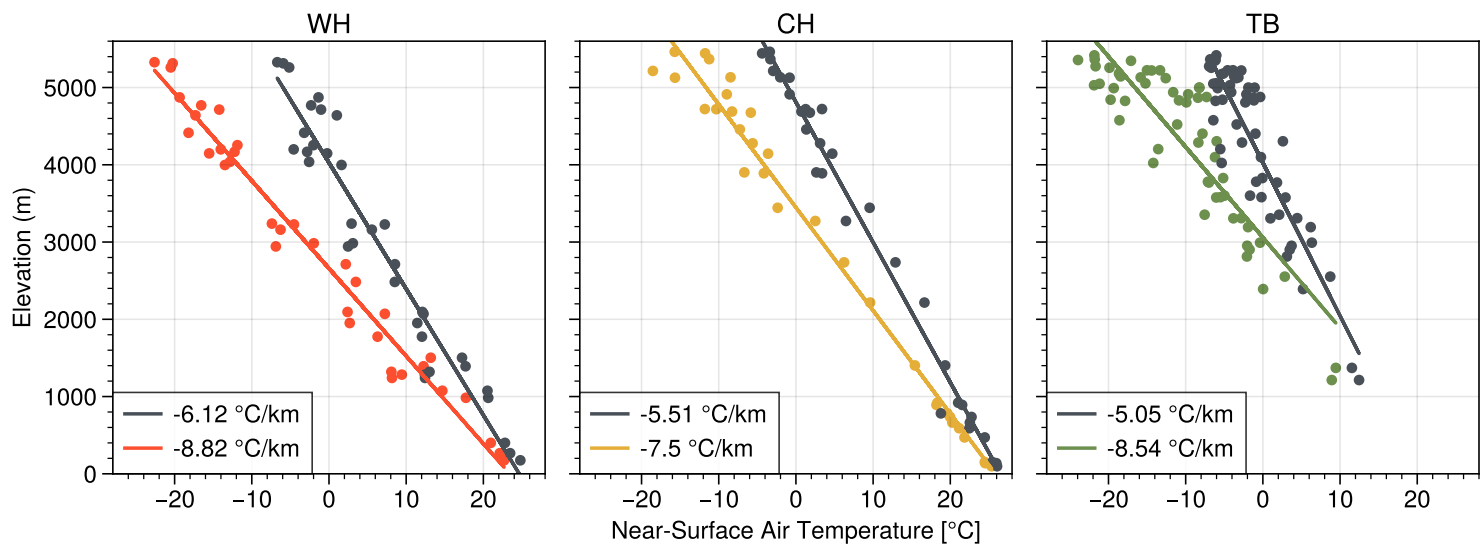 WH
CH
TB
Elevation (m)
5000
4000
3000
2000
1000
0
-6.12 °C/km
-8.82 °C/km
-5.51 °C/km
-7.5 °C/km
-5.05 °C/km
-8.54 °C/km
−20 −10 0 10 20
−20 −10 0 10 20
−20 −10 0 10 20
Near-Surface Air Temperature [°C]